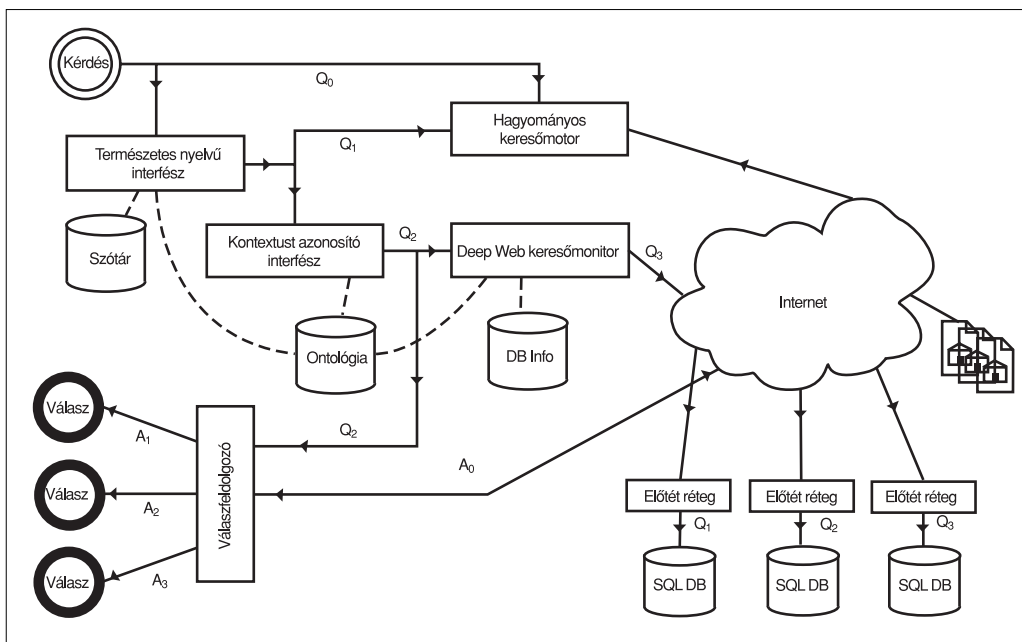 Kérdés
Q0
Hagyományos
keresőmotor
Természetes nyelvű
interfész
Q1
Szótár
Kontextust azonosító
interfész
Q2
Deep Web keresőmonitor
Q3
Internet
Ontológia
DB Info
Válasz
A1
Q2
Válaszfeldolgozó
A0
Válasz
A2
Válasz
A3
Előtét réteg
Előtét réteg
Előtét réteg
Q1
Q2
Q3
SQL DB
SQL DB
SQL DB